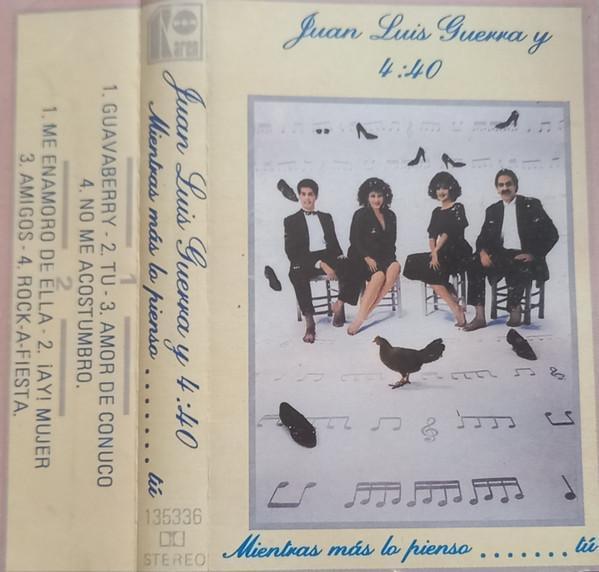 Juan Luis Guerra y
4:40
Mientras más lo pienso ....... tú
Karen
Juan Luis Guerra y 4:40
Mientras más lo pienso ....... tú
135336
STEREO
1
1. GUAVABERRY - 2. TU - 3. AMOR DE CONUCO
4. NO ME ACOSTUMBRO.
2
1. ME ENAMORO DE ELLA - 2. ¡AY! MUJER
3. AMIGOS - 4. ROCK-A-FIESTA.